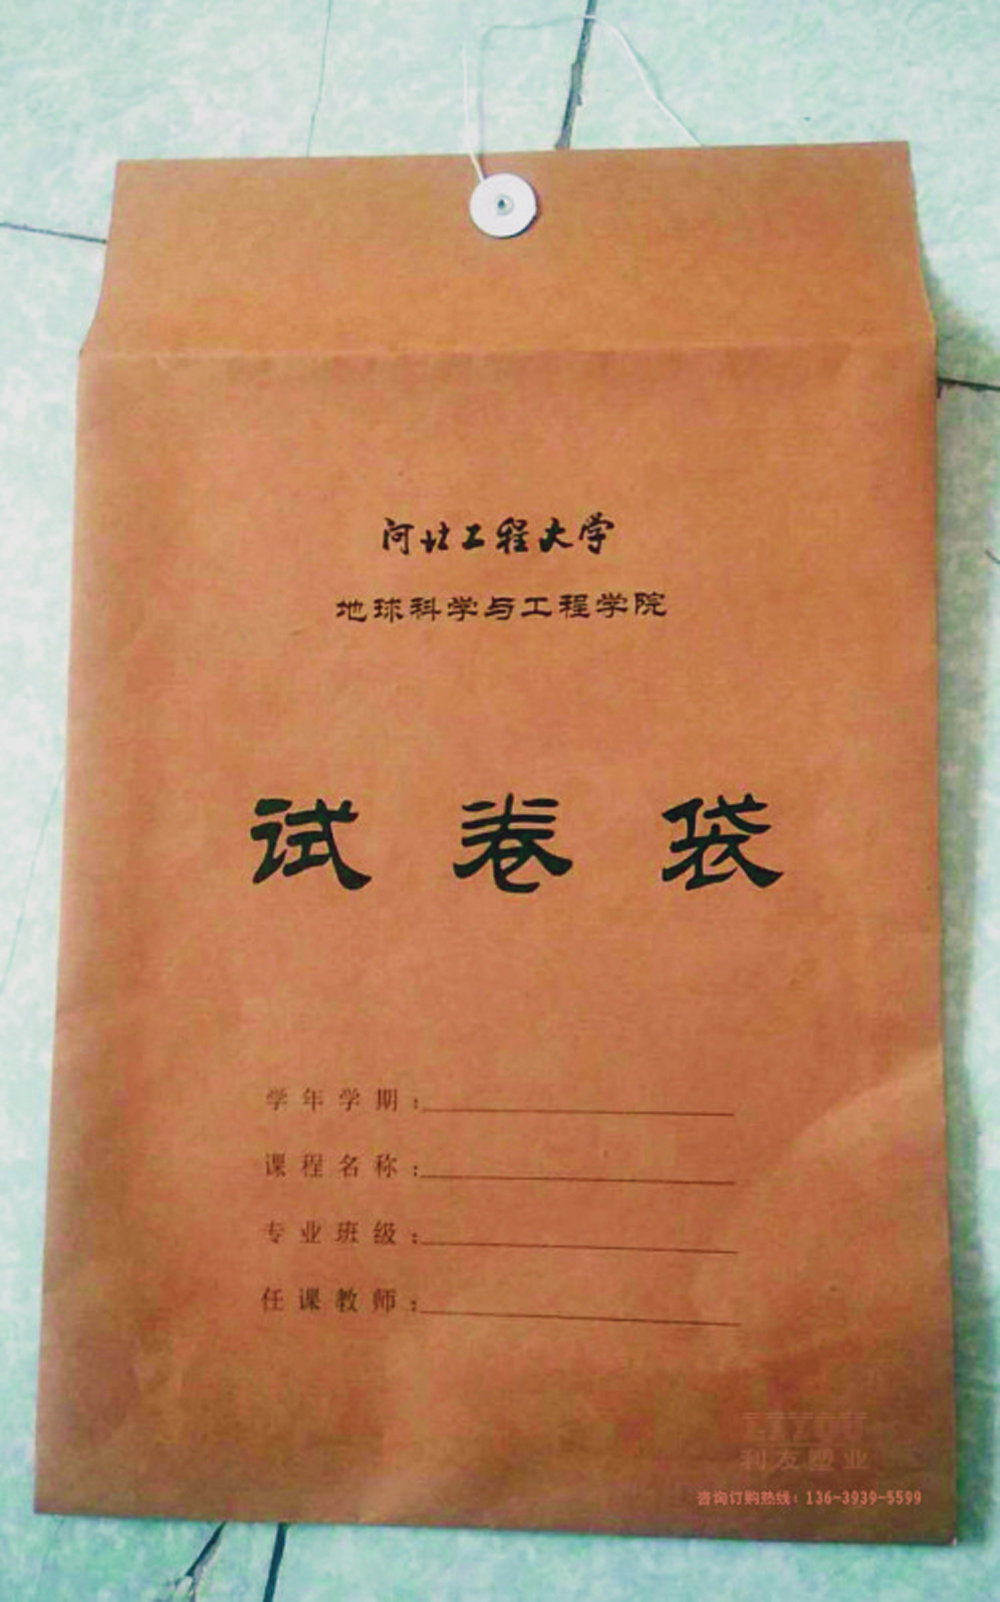 河北工程大学
地球科学与工程学院
试卷袋
学年学期：
课程名称：
专业班级：
任课教师：
LIYOU
利友塑业
咨询订购热线：136-3939-5599